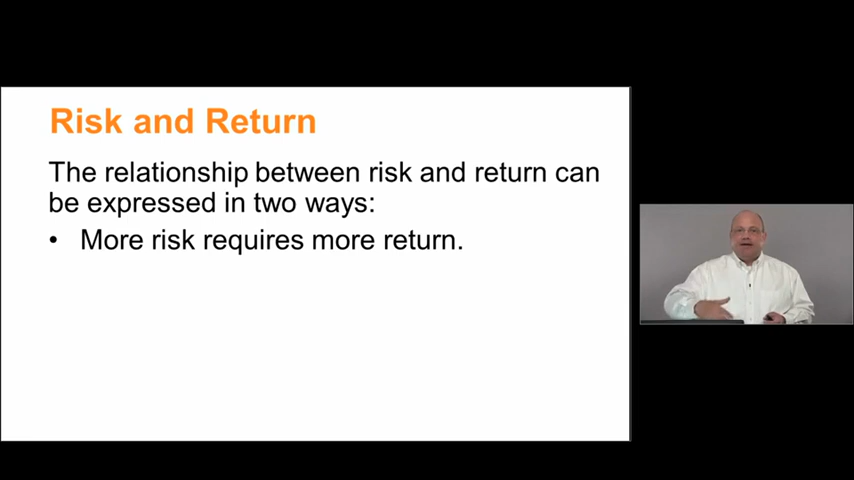 Risk and Return
The relationship between risk and return can
be expressed in two ways:
• More risk requires more return.